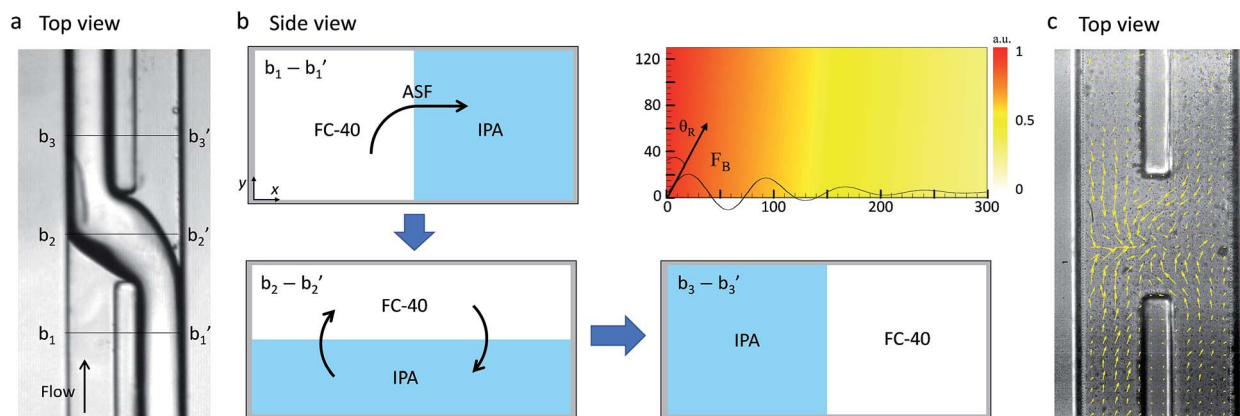 a Top view
b₃ b₃′
b₂ b₂′
b₁ b₁′
Flow
b Side view
b₁ − b₁′
ASF
FC-40 IPA
y
x
b₂ − b₂′
FC-40
IPA
a.u.
120
80
40
0
0 100 200 300
θR
FB
1
0.5
0
b₃ − b₃′
IPA FC-40
c Top view